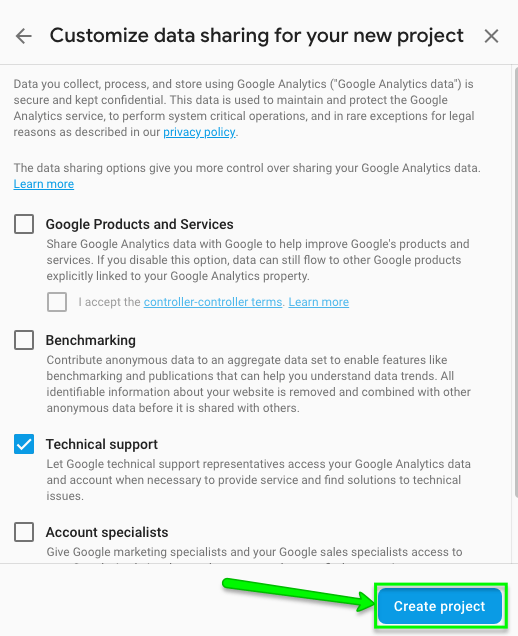 Customize data sharing for your new project
Data you collect, process, and store using Google Analytics ("Google Analytics data") is
secure and kept confidential. This data is used to maintain and protect the Google
Analytics service, to perform system critical operations, and in rare exceptions for legal
reasons as described in our privacy policy.
The data sharing options give you more control over sharing your Google Analytics data.
Learn more
Google Products and Services
Share Google Analytics data with Google to help improve Google's products and
services. If you disable this option, data can still flow to other Google products
explicitly linked to your Google Analytics property.
I accept the controller-controller terms. Learn more
Benchmarking
Contribute anonymous data to an aggregate data set to enable features like
benchmarking and publications that can help you understand data trends. All
identifiable information about your website is removed and combined with other
anonymous data before it is shared with others.
Technical support
Let Google technical support representatives access your Google Analytics data
and account when necessary to provide service and find solutions to technical
issues.
Account specialists
Give Google marketing specialists and your Google sales specialists access to
Create project